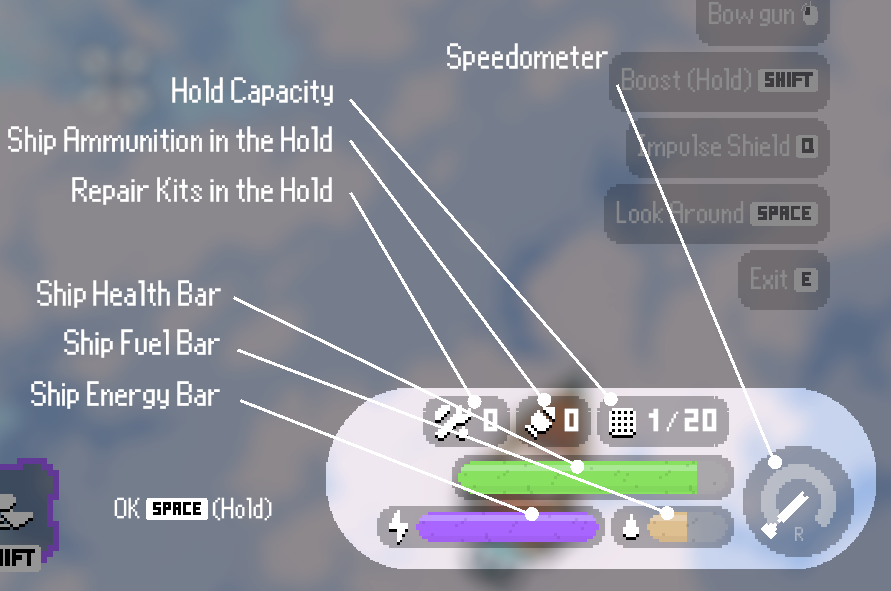 Bow gun
Speedometer
Boost (Hold) SHIFT
Hold Capacity
Ship Ammunition in the Hold
Impulse Shield Q
Repair Kits in the Hold
Look Around SPACE
Exit E
Ship Health Bar
Ship Fuel Bar
Ship Energy Bar
0 0 1/20
OK SPACE (Hold)
R